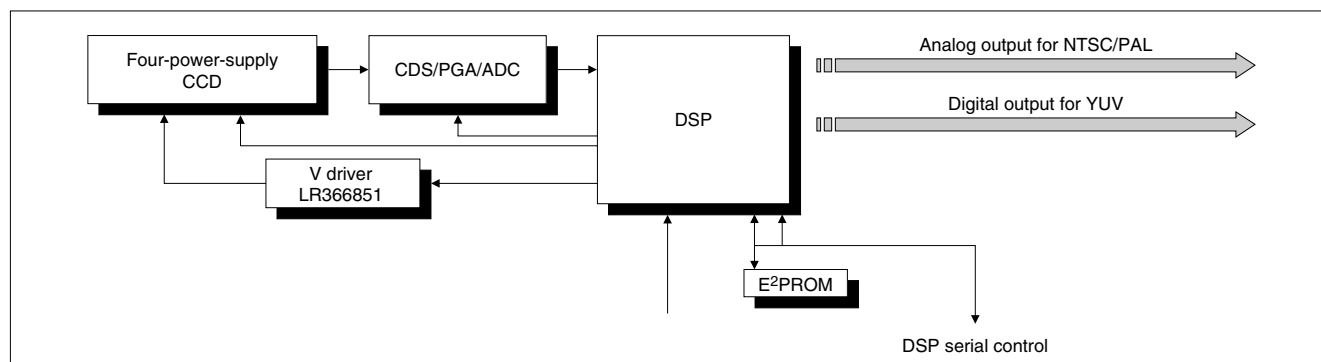 Four-power-supply
CCD
CDS/PGA/ADC
DSP
Analog output for NTSC/PAL
Digital output for YUV
V driver
LR366851
E²PROM
DSP serial control